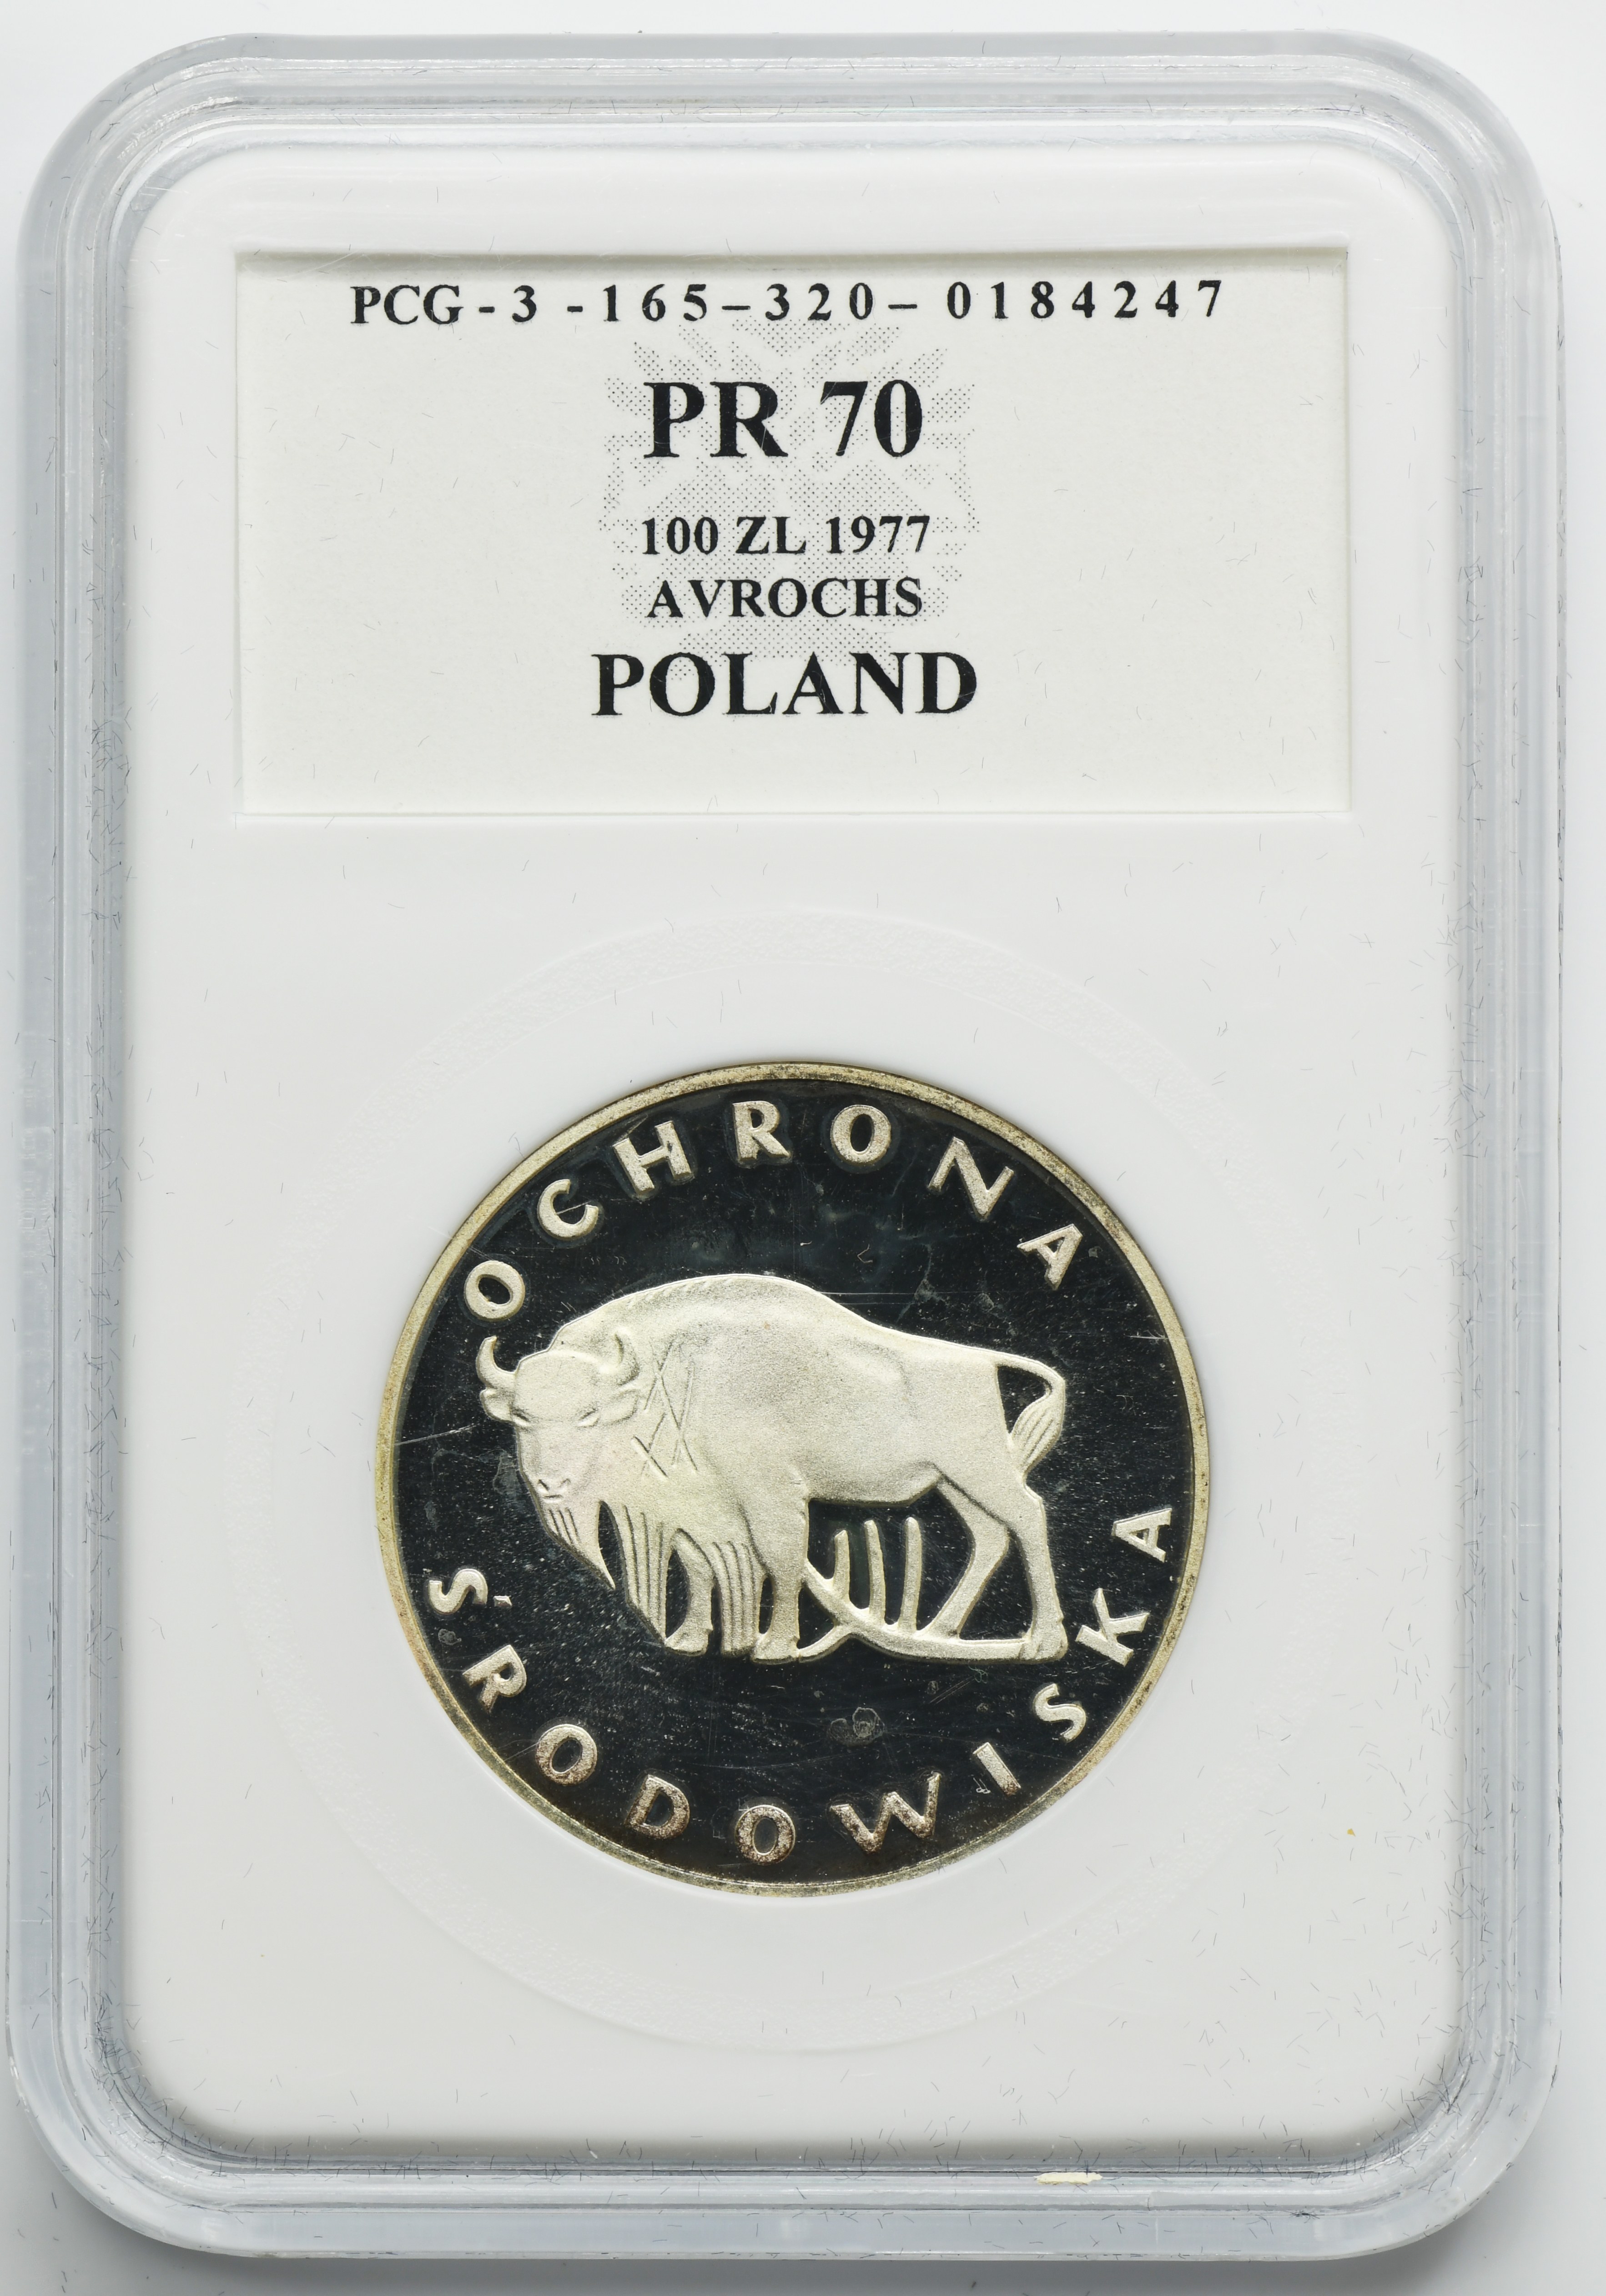 PCG-3-165-320-0184247
PR 70
100 ZL 1977
AVROCHS
POLAND
OCHRONA
ŚRODOWISKA